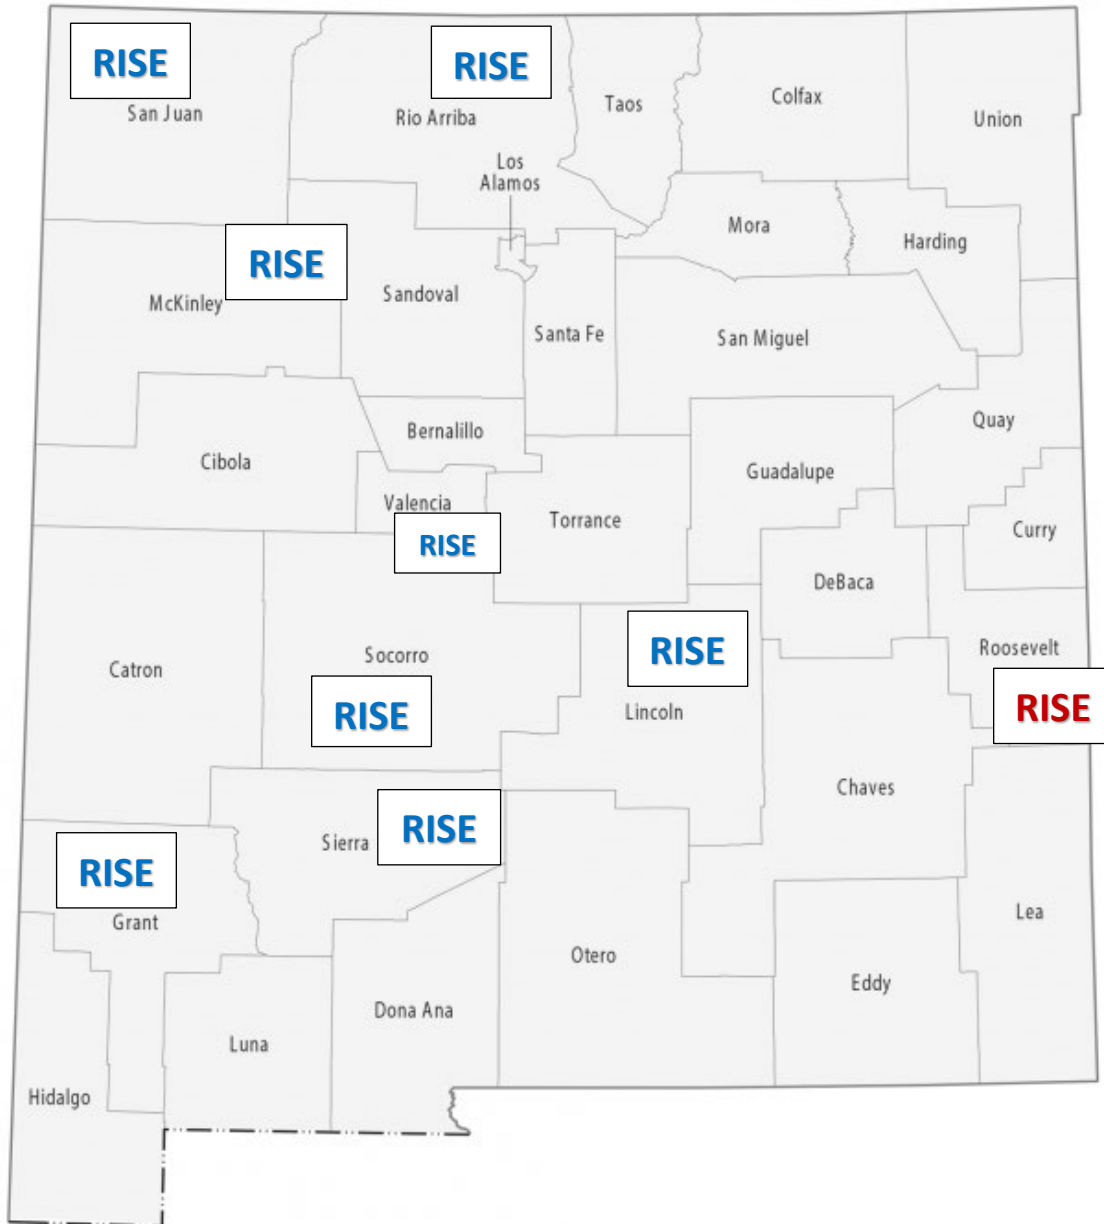 RISE
San Juan
RISE
Rio Arriba
Taos
Colfax
Union
Los
Alamos
Mora
Harding
RISE
McKinley
Sandoval
Santa Fe
San Miguel
Bernalillo
Cibola
Quay
Guadalupe
Valencia
Torrance
Curry
RISE
DeBaca
Catron
Socorro
RISE
Roosevelt
RISE
Lincoln
RISE
Chaves
Sierra
RISE
RISE
Grant
Lea
Otero
Eddy
Dona Ana
Luna
Hidalgo